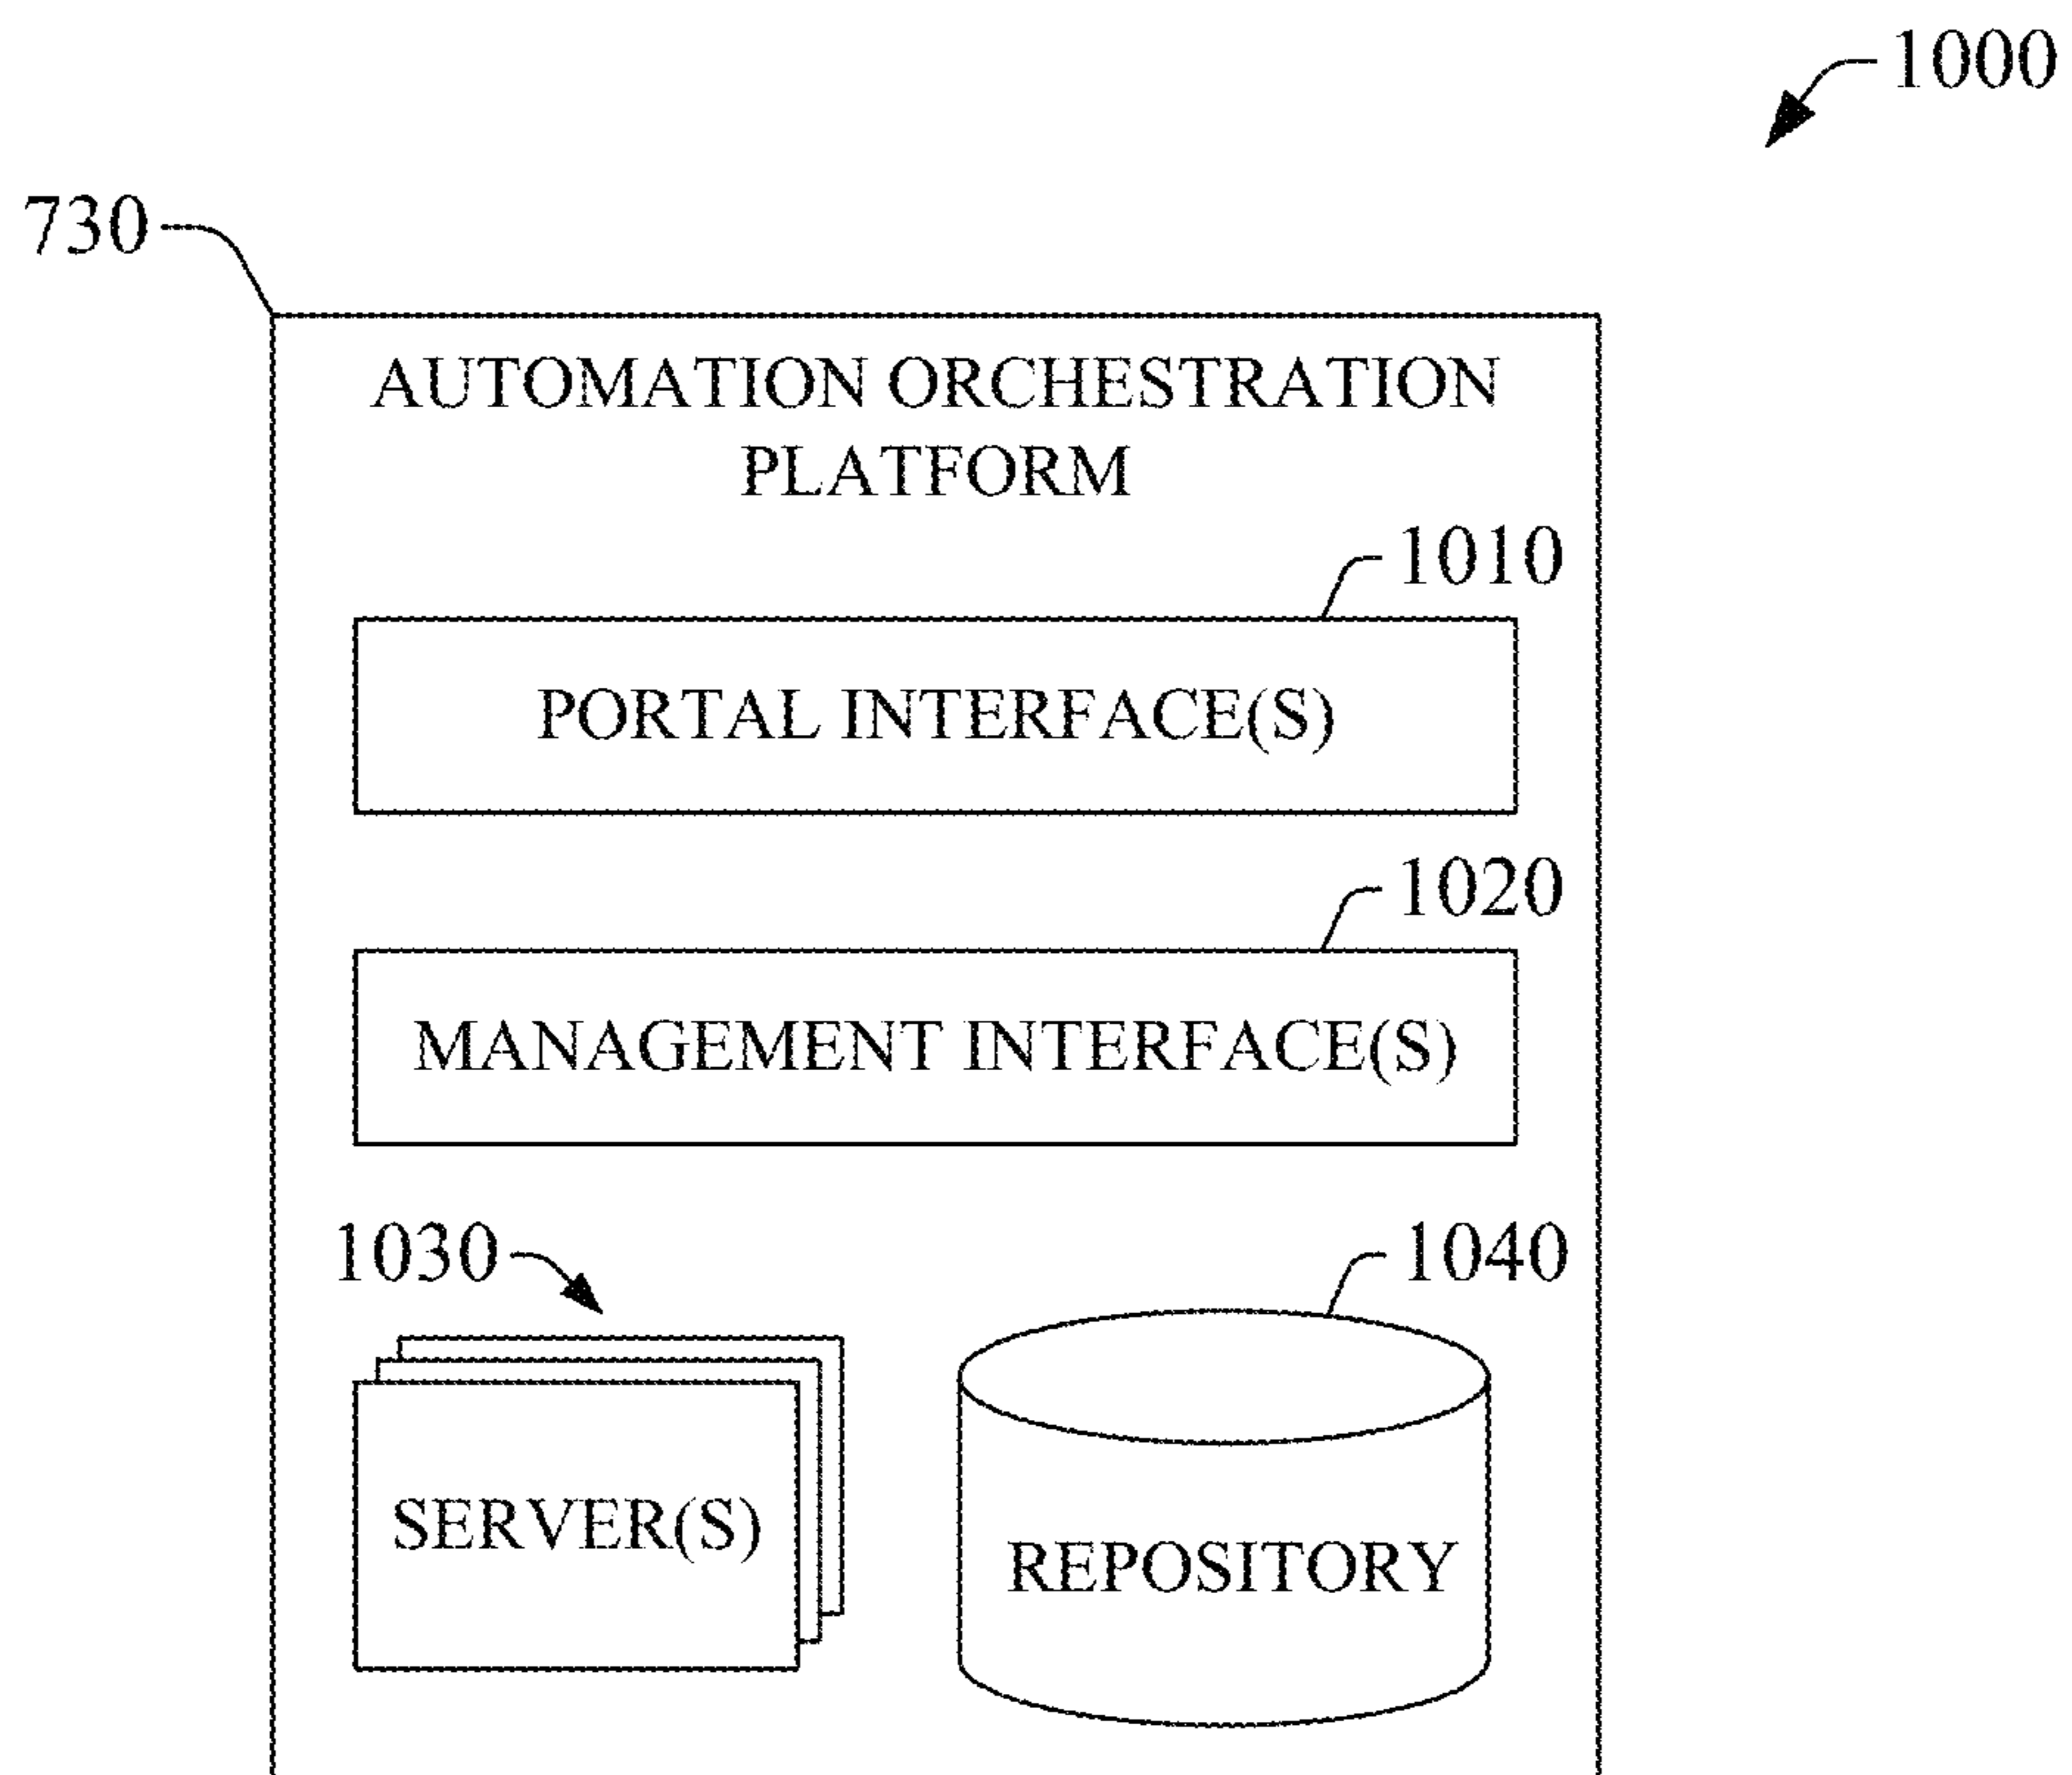 1000
730
AUTOMATION ORCHESTRATION
PLATFORM
1010
PORTAL INTERFACE(S)
1020
MANAGEMENT INTERFACE(S)
1030
1040
SERVER(S)
REPOSITORY